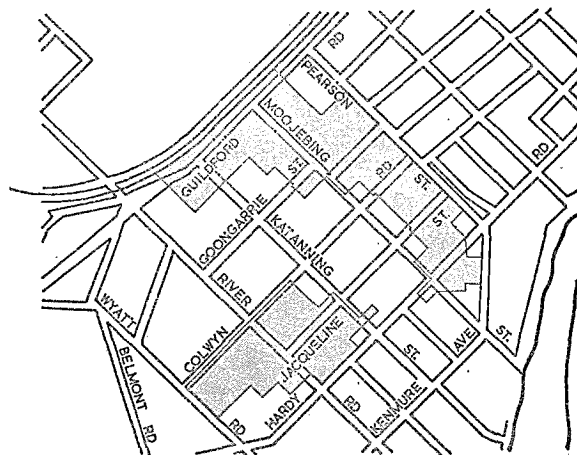 RD
PEARSON
MOOJEBING
GUILDFORD
ST
RD
ST.
RD
GOONGARRIE
KATANNING
ST.
RIVER
WYATT
COLWYN
JACQUELINE
ST.
AVE
ST.
BELMONT RD
RD
HARDY
RD
KENMURE